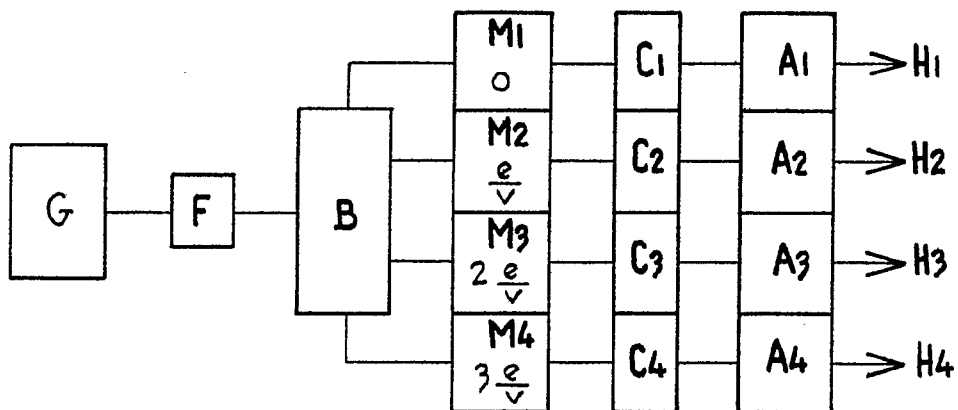 M1 C1 A1 H1
0
M2 C2 A2 H2
e/v
G F B
M3 C3 A3 H3
2 e/v
M4 C4 A4 H4
3 e/v